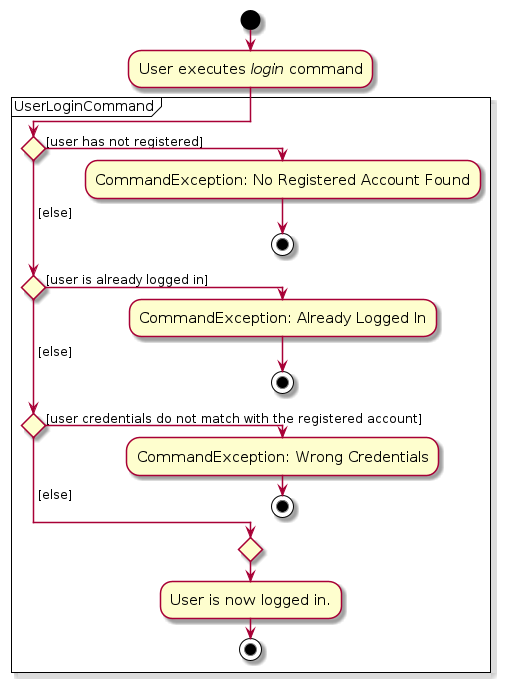 User executes login command
UserLoginCommand
[user has not registered]
CommandException: No Registered Account Found
[else]
[user is already logged in]
CommandException: Already Logged In
[else]
[user credentials do not match with the registered account]
CommandException: Wrong Credentials
[else]
User is now logged in.